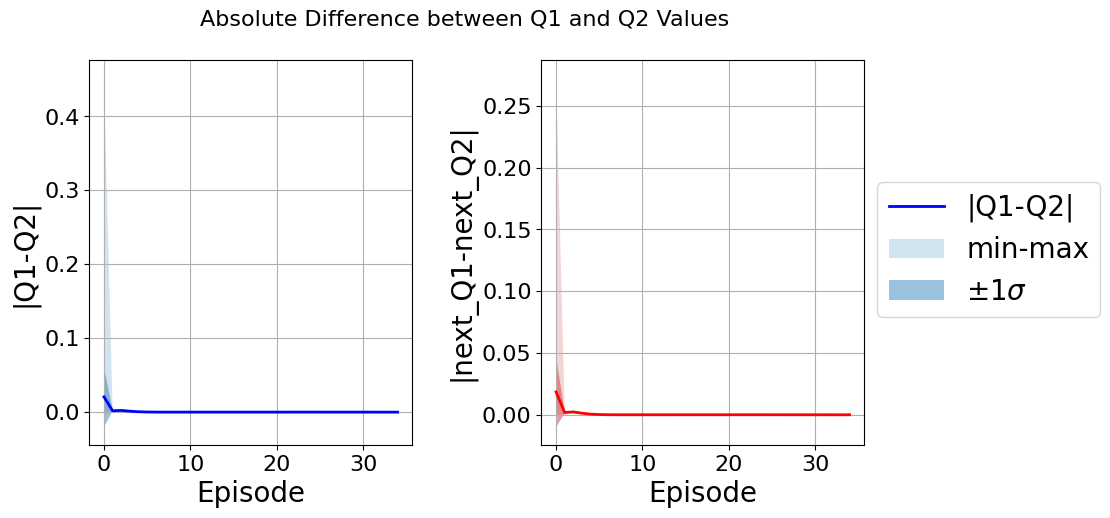 Absolute Difference between Q1 and Q2 Values
|Q1-Q2|
0.4
0.3
0.2
0.1
0.0
0 10 20 30
Episode
|next_Q1-next_Q2|
0.25
0.20
0.15
0.10
0.05
0.00
0 10 20 30
Episode
|Q1-Q2|
min-max
±1σ